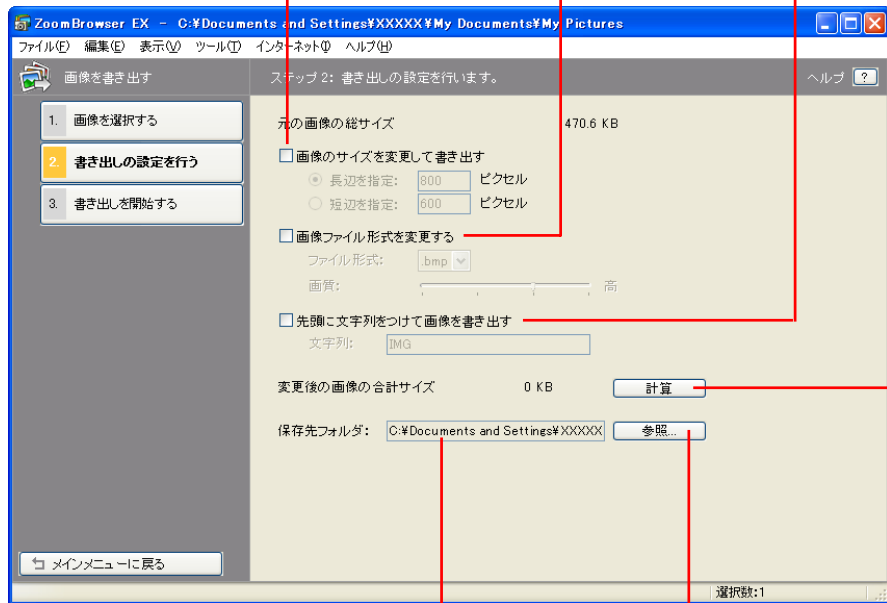 ZoomBrowser EX - C:¥Documents and Settings¥XXXXX¥My Documents¥My Pictures
ファイル(F) 編集(E) 表示(V) ツール(T) インターネット(I) ヘルプ(H)
画像を書き出す ステップ 2: 書き出しの設定を行います。 ヘルプ ?
1. 画像を選択する
2. 書き出しの設定を行う
3. 書き出しを開始する
元の画像の総サイズ 470.6 KB
画像のサイズを変更して書き出す
長辺を指定: 800 ピクセル
短辺を指定: 600 ピクセル
画像ファイル形式を変更する
ファイル形式: .bmp
画質: 高
先頭に文字列をつけて画像を書き出す
文字列: IMG
変更後の画像の合計サイズ 0 KB 計算
保存先フォルダ: C:¥Documents and Settings¥XXXXX 参照...
メインメニューに戻る
選択数:1